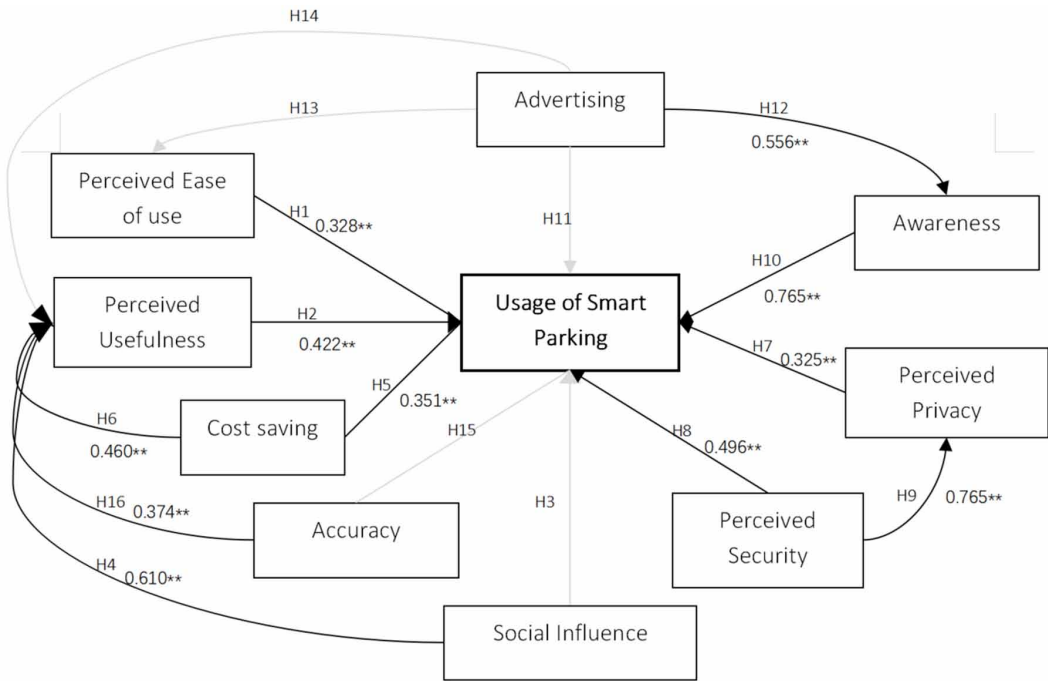 H14
Advertising
H13
H12
0.556**
Perceived Ease
of use
H1
0.328**
H11
Awareness
H10
0.765**
Perceived
Usefulness
H2
0.422**
Usage of Smart
Parking
H7
0.325**
Perceived
Privacy
H5
0.351**
Cost saving
H6
0.460**
H15
H8
0.496**
H16
0.374**
Accuracy
H3
Perceived
Security
H9
0.765**
H4
0.610**
Social Influence